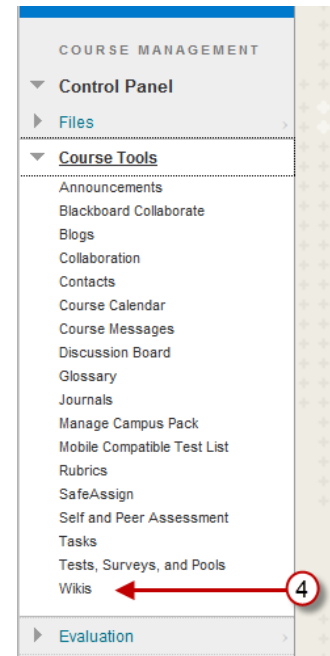 COURSE MANAGEMENT
Control Panel
Files
Course Tools
Announcements
Blackboard Collaborate
Blogs
Collaboration
Contacts
Course Calendar
Course Messages
Discussion Board
Glossary
Journals
Manage Campus Pack
Mobile Compatible Test List
Rubrics
SafeAssign
Self and Peer Assessment
Tasks
Tests, Surveys, and Pools
Wikis 4
Evaluation